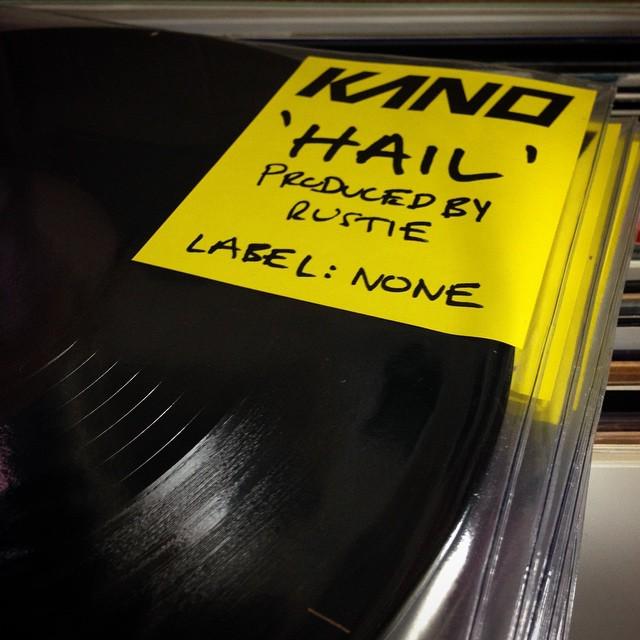 KANO
'HAIL'
PRODUCED BY
RUSTIE
LABEL: NONE